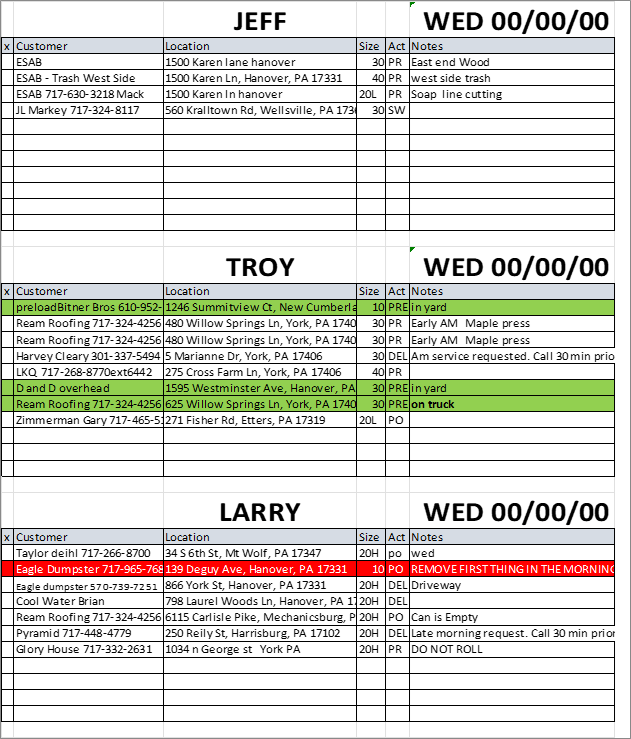 JEFF WED 00/00/00
x Customer Location Size Act Notes
ESAB 1500 Karen lane hanover 30 PR East end Wood
ESAB - Trash West Side 1500 Karen Ln, Hanover, PA 17331 40 PR west side trash
ESAB 717-630-3218 Mack 1500 Karen ln hanover 20L PR Soap line cutting
JL Markey 717-324-8117 560 Kralltown Rd, Wellsville, PA 1736 30 SW
TROY WED 00/00/00
x Customer Location Size Act Notes
preloadBitner Bros 610-952- 1246 Summitview Ct, New Cumberla 10 PRE in yard
Ream Roofing 717-324-4256 480 Willow Springs Ln, York, PA 1740 30 PR Early AM Maple press
Ream Roofing 717-324-4256 480 Willow Springs Ln, York, PA 1740 30 PR Early AM Maple press
Harvey Cleary 301-337-5494 5 Marianne Dr, York, PA 17406 30 DEL Am service requested. Call 30 min prio
LKQ 717-268-8770ext6442 275 Cross Farm Ln, York, PA 17406 40 PR
D and D overhead 1595 Westminster Ave, Hanover, PA 30 PRE in yard
Ream Roofing 717-324-4256 625 Willow Springs Ln, York, PA 1740 30 PRE on truck
Zimmerman Gary 717-465-51 271 Fisher Rd, Etters, PA 17319 20L PO
LARRY WED 00/00/00
x Customer Location Size Act Notes
Taylor deihl 717-266-8700 34 S 6th St, Mt Wolf, PA 17347 20H po wed
Eagle Dumpster 717-965-768 139 Deguy Ave, Hanover, PA 17331 10 PO REMOVE FIRST THING IN THE MORNING
Eagle dumpster 570-739-7251 866 York St, Hanover, PA 17331 20H DEL Driveway
Cool Water Brian 798 Laurel Woods Ln, Hanover, PA 17 20H DEL
Ream Roofing 717-324-4256 6115 Carlisle Pike, Mechanicsburg, P 20H PO Can is Empty
Pyramid 717-448-4779 250 Reily St, Harrisburg, PA 17102 20H DEL Late morning request. Call 30 min prior
Glory House 717-332-2631 1034 n George st York PA 20H PR DO NOT ROLL